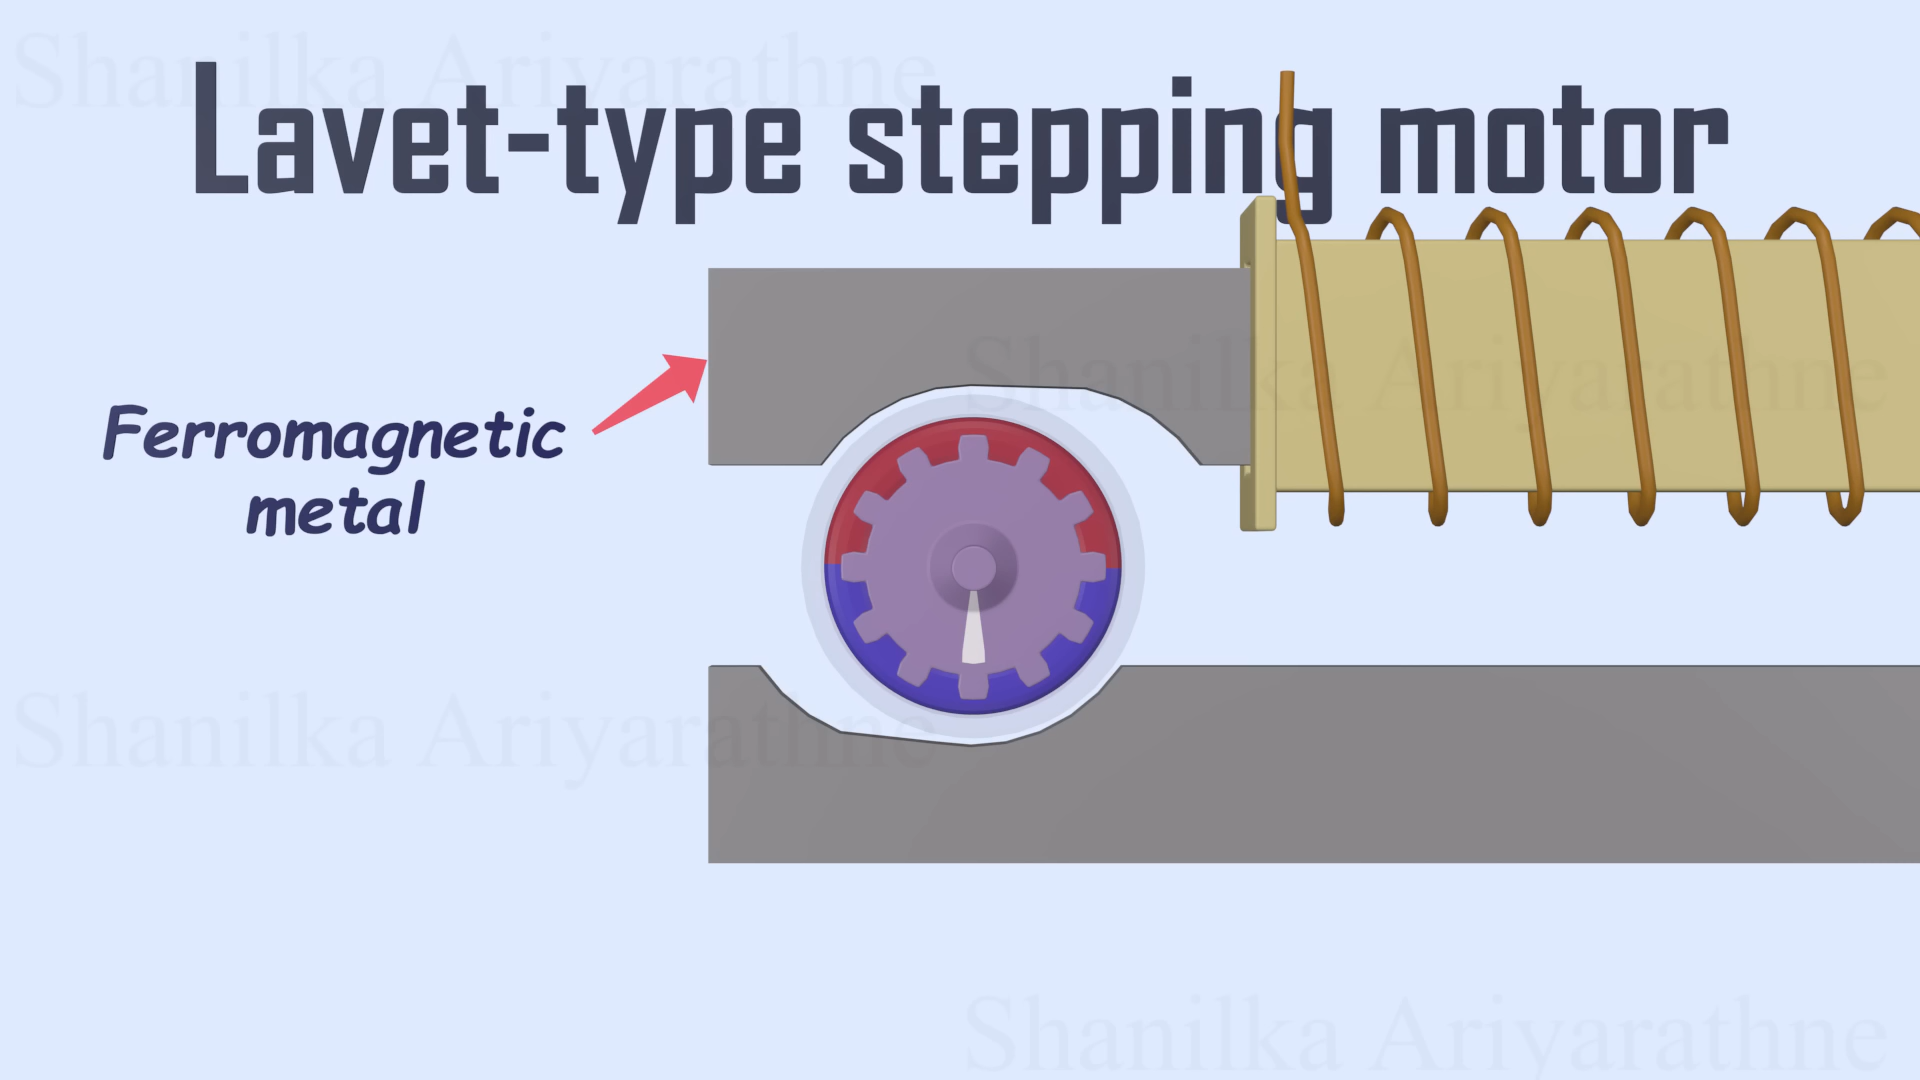 Shanilka Ariyarathne
Lavet-type stepping motor
Shanilka Ariyarathne
Ferromagnetic
metal
Shanilka Ariyarathne
Shanilka Ariyarathne